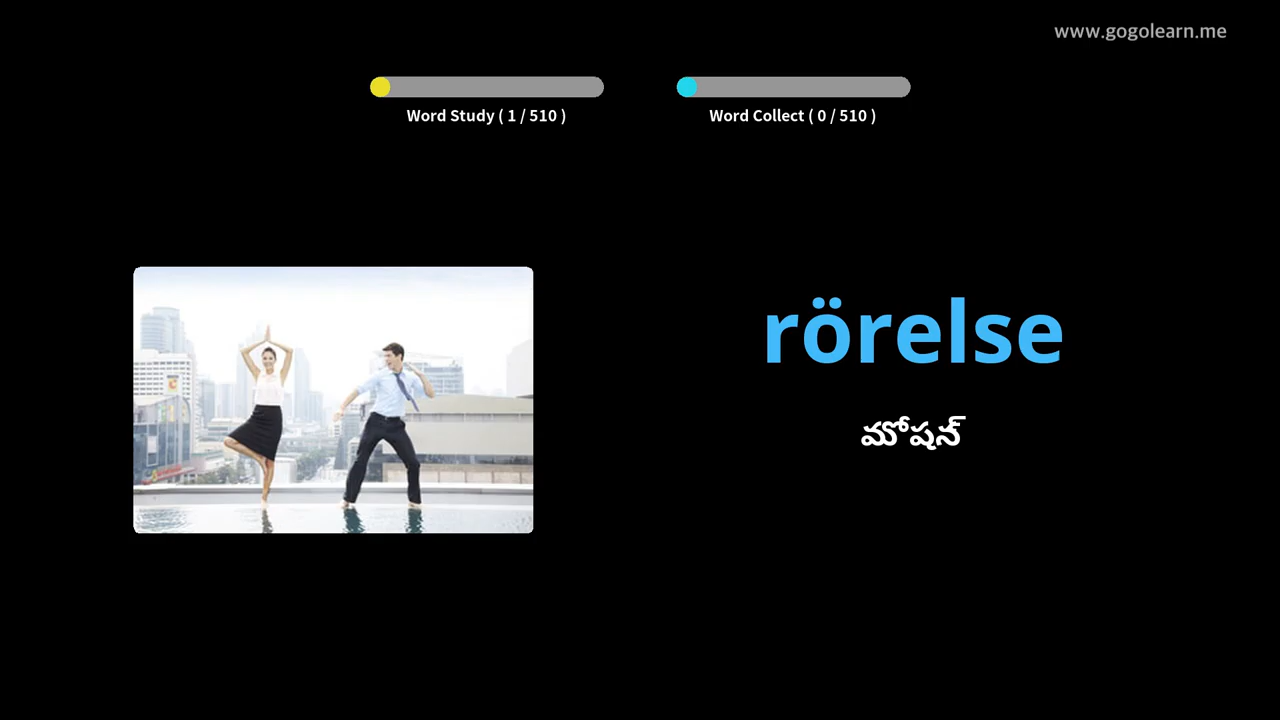 www.gogolearn.me
Word Study ( 1 / 510 )
Word Collect ( 0 / 510 )
rörelse
మోషన్